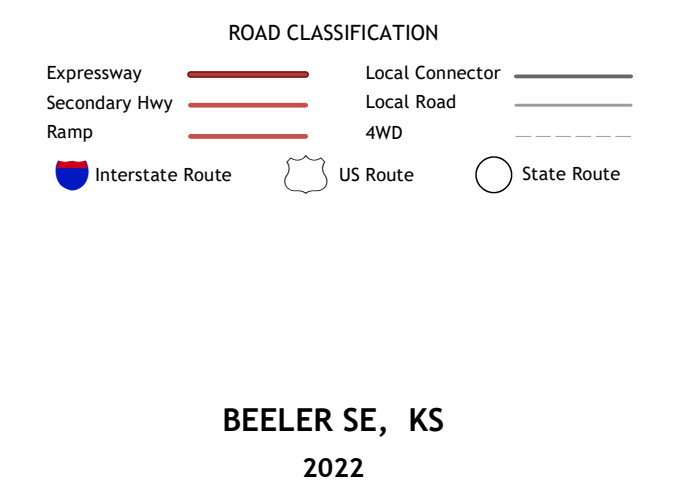 ROAD CLASSIFICATION
Expressway
Local Connector
Secondary Hwy
Local Road
Ramp
4WD
Interstate Route
US Route
State Route
BEELER SE, KS
2022